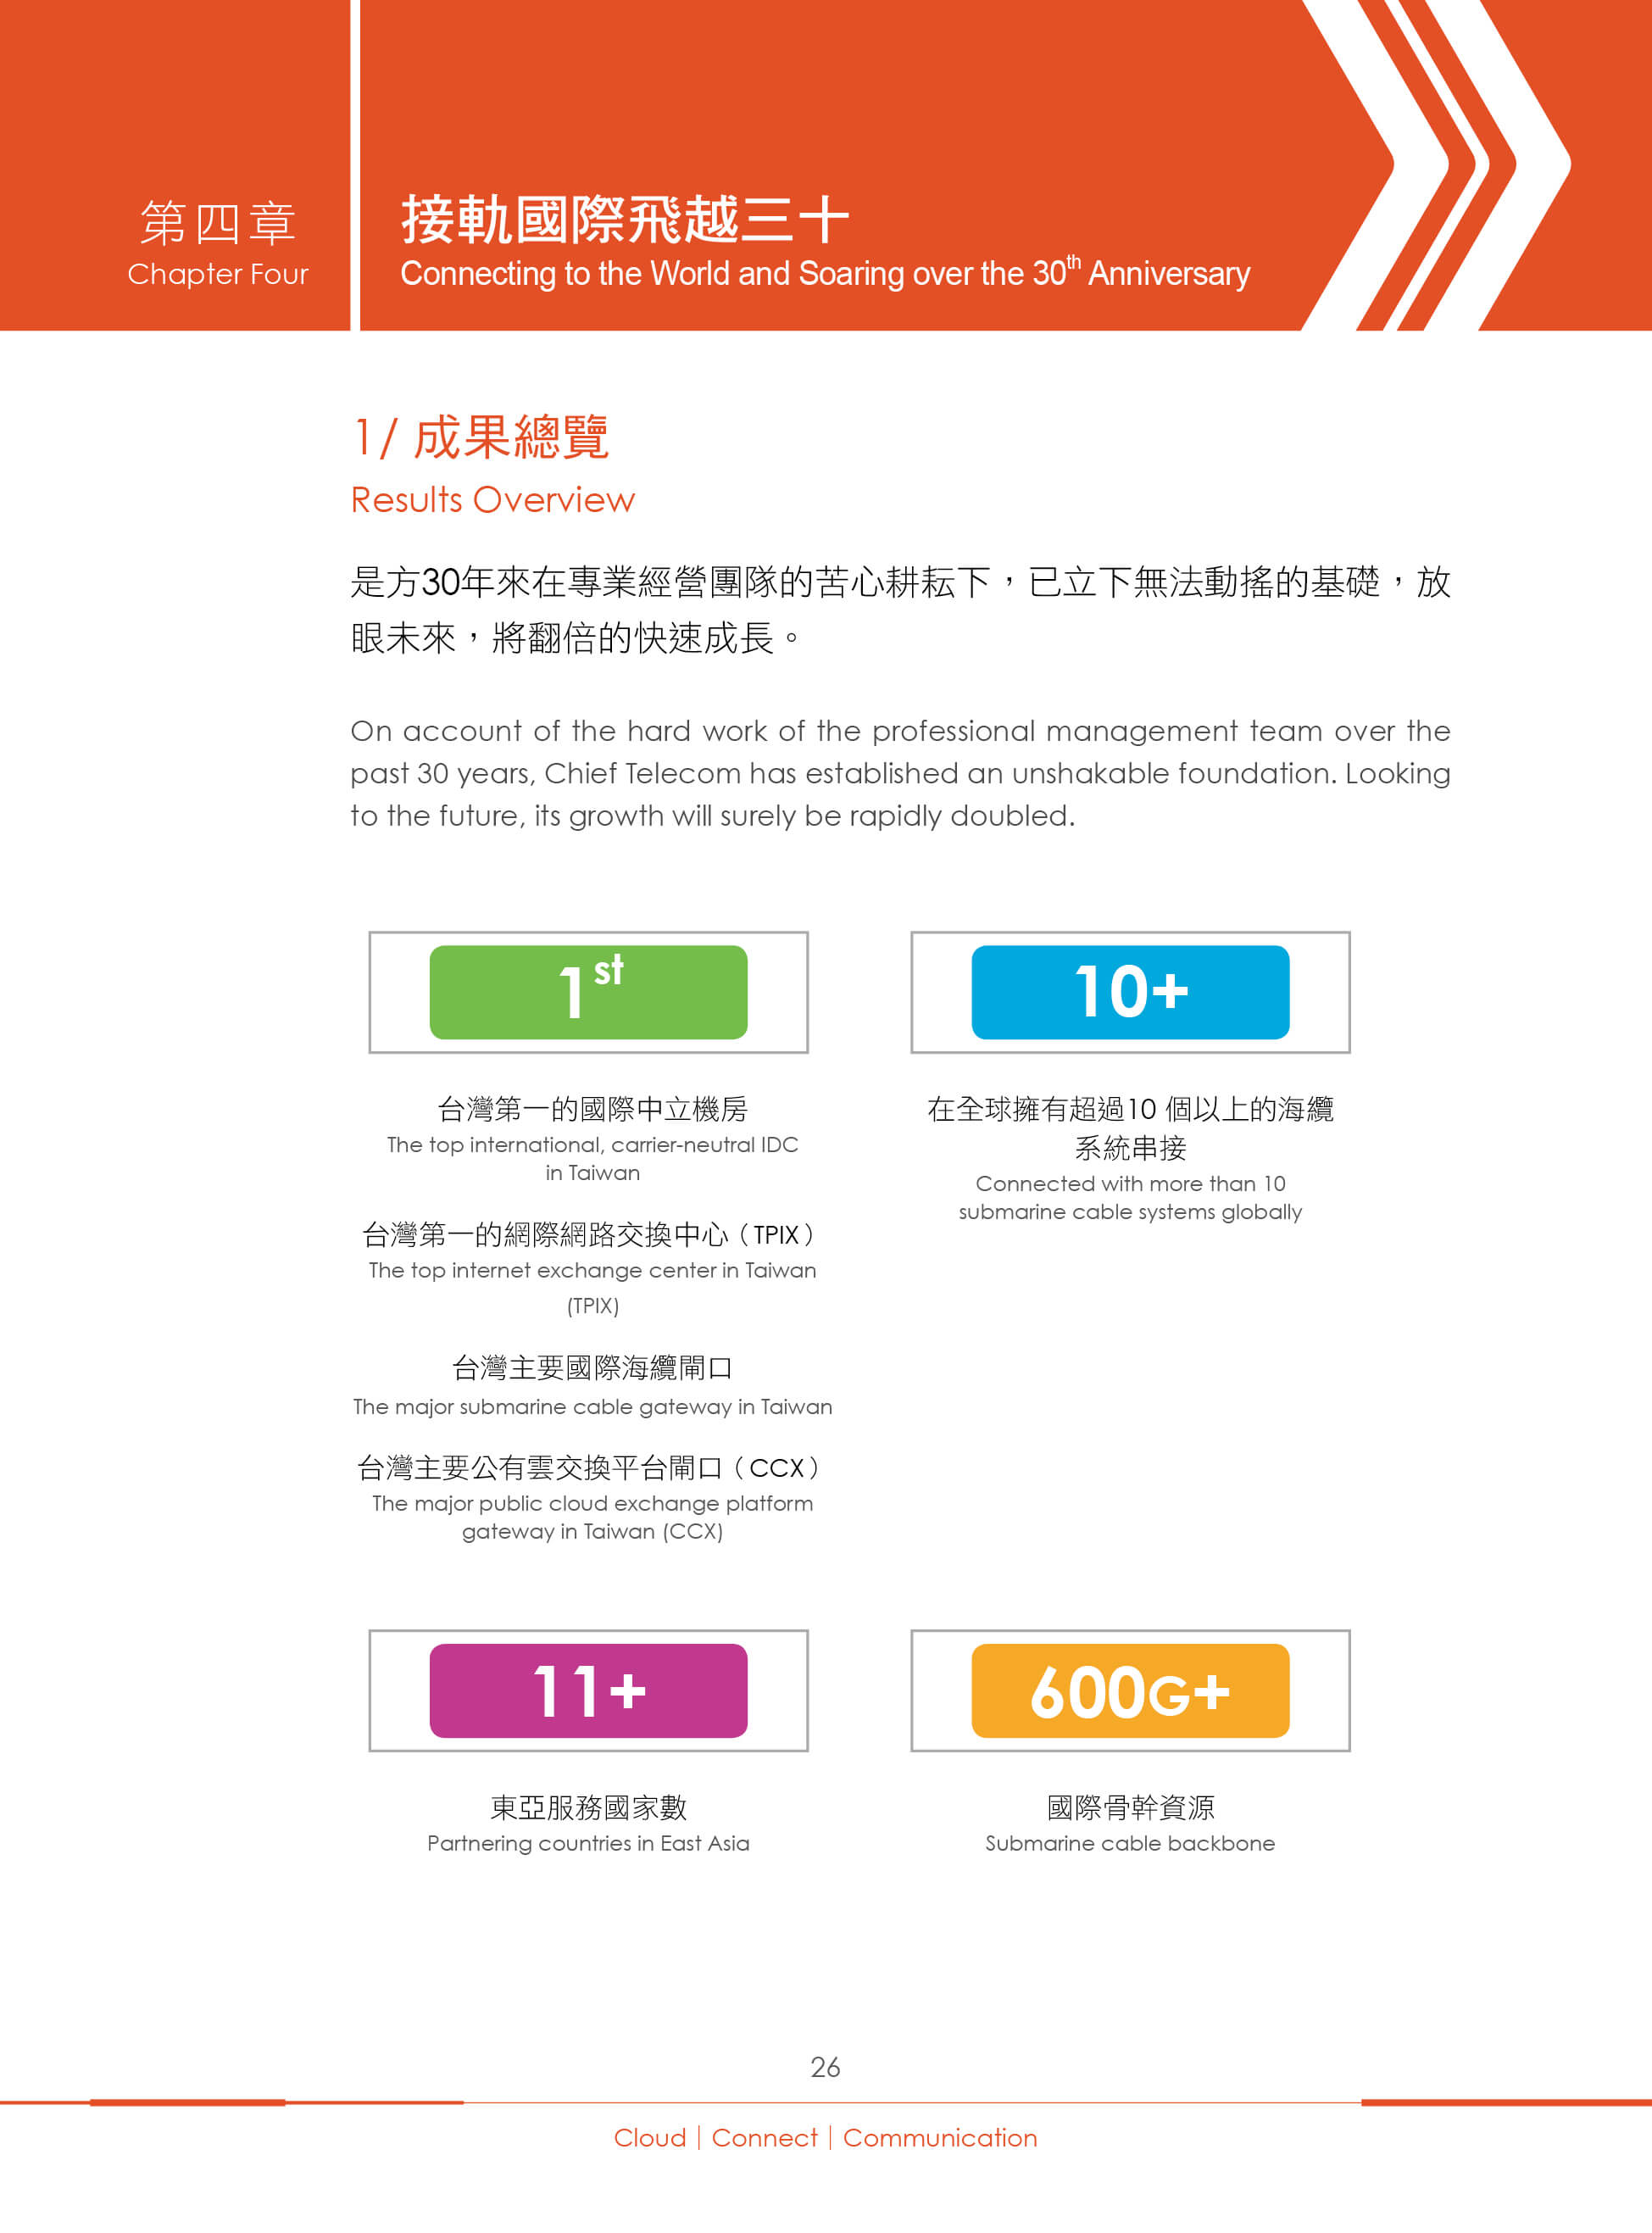 第四章
Chapter Four
接軌國際飛越三十
Connecting to the World and Soaring over the 30th Anniversary
1/ 成果總覽
Results Overview
是方30年來在專業經營團隊的苦心耕耘下，已立下無法動搖的基礎，放
眼未來，將翻倍的快速成長。
On account of the hard work of the professional management team over the
past 30 years, Chief Telecom has established an unshakable foundation. Looking
to the future, its growth will surely be rapidly doubled.
1st
台灣第一的國際中立機房
The top international, carrier-neutral IDC
in Taiwan
台灣第一的網際網路交換中心（TPIX）
The top internet exchange center in Taiwan
(TPIX)
台灣主要國際海纜閘口
The major submarine cable gateway in Taiwan
台灣主要公有雲交換平台閘口（CCX）
The major public cloud exchange platform
gateway in Taiwan (CCX)
10+
在全球擁有超過10 個以上的海纜
系統串接
Connected with more than 10
submarine cable systems globally
11+
東亞服務國家數
Partnering countries in East Asia
600G+
國際骨幹資源
Submarine cable backbone
26
Cloud｜Connect｜Communication